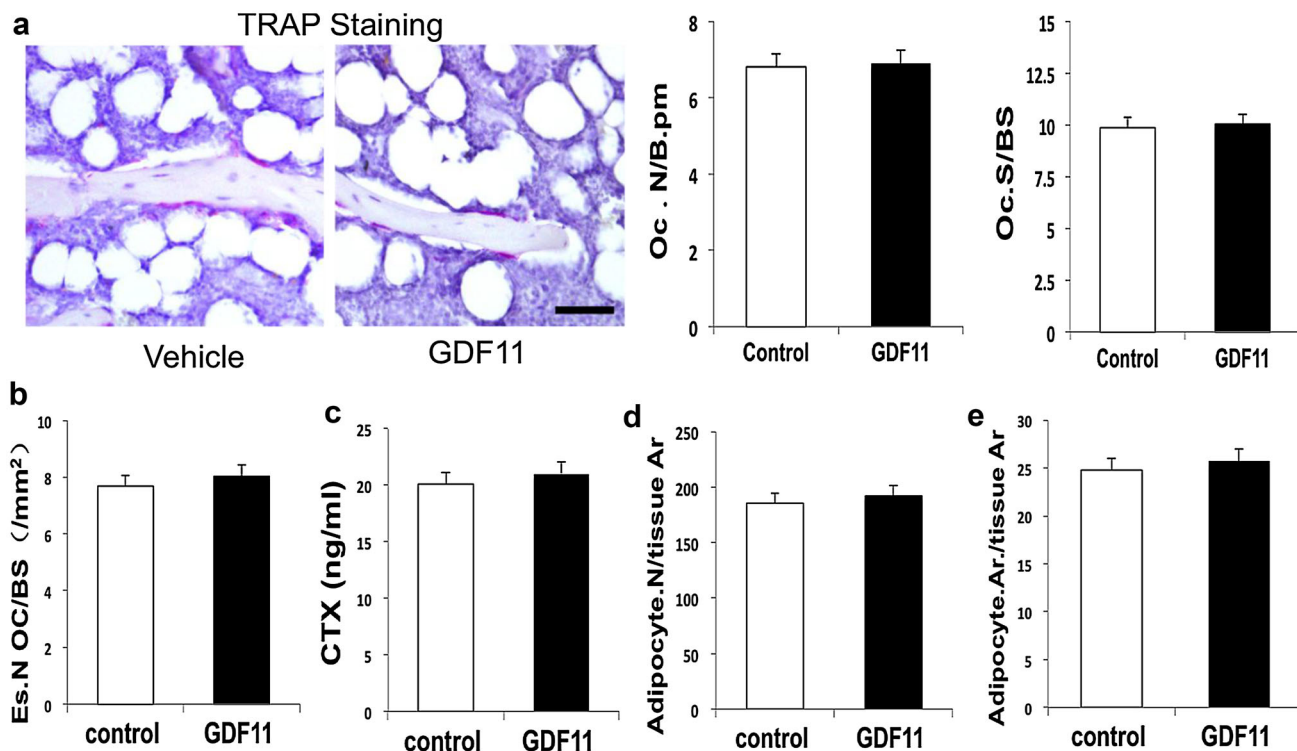 a
TRAP Staining
Vehicle
GDF11
Oc . N/B.pm
8
6
4
2
0
Control
GDF11
Oc.S/BS
15
12.5
10
7.5
5
2.5
0
Control
GDF11
b
Es.N OC/BS (/mm²)
10
8
6
4
2
0
control
GDF11
c
CTX (ng/ml)
25
20
15
10
5
0
control
GDF11
d
Adipocyte.N/tissue Ar
250
200
150
100
50
0
control
GDF11
e
Adipocyte.Ar./tissue Ar
30
25
20
15
10
5
0
control
GDF11